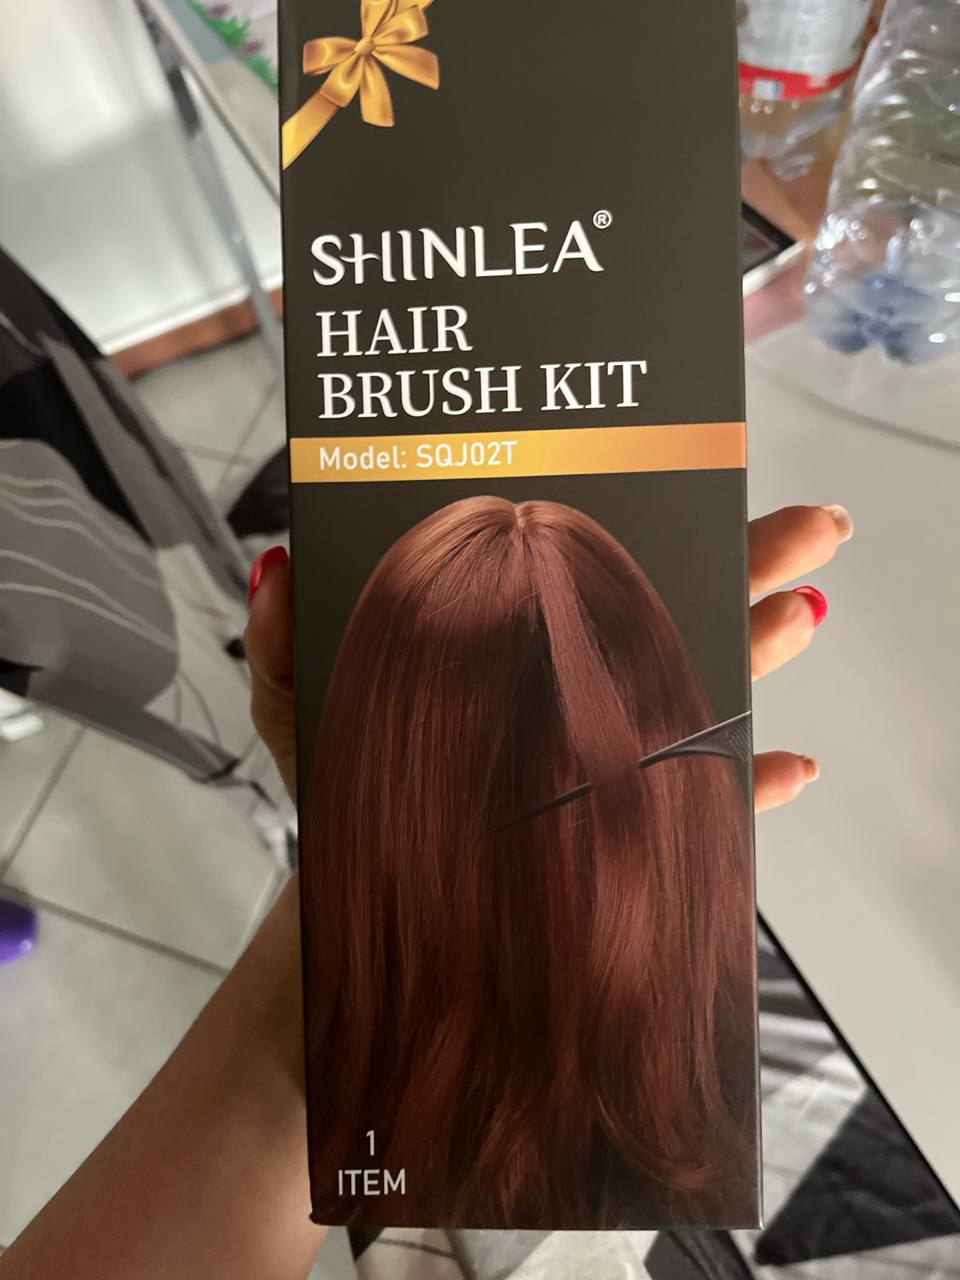 SHINLEA®
HAIR
BRUSH KIT
Model: SQJ02T
1
ITEM